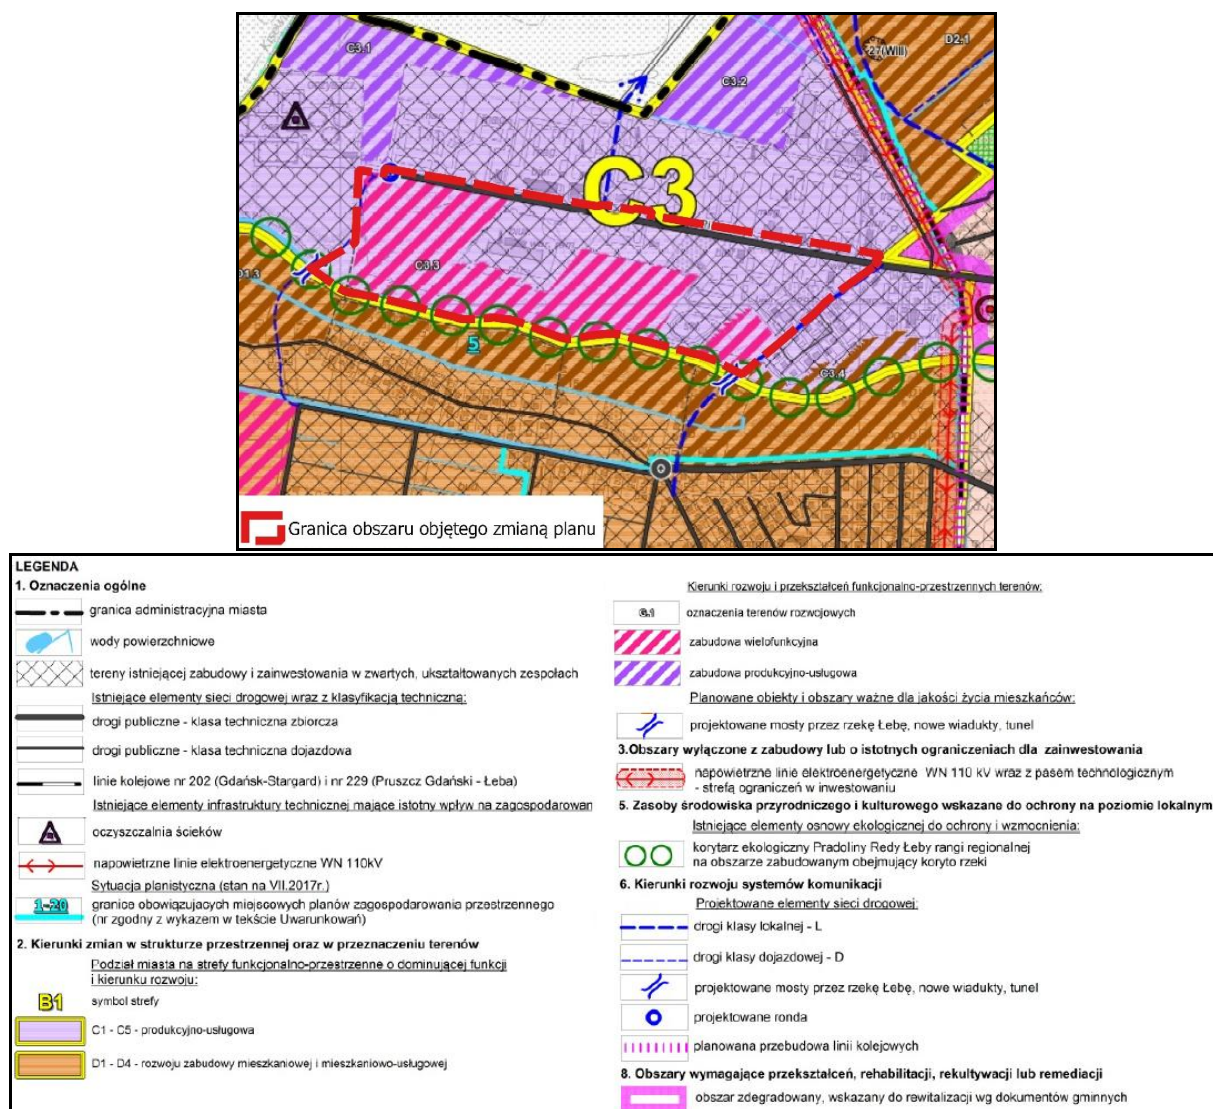 C3.1
C3.2
D2.1
27(WIII)
C3
C3.3
D1.3
5
C3.4
Granica obszaru objętego zmianą planu
LEGENDA
1. Oznaczenia ogólne
granica administracyjna miasta
wody powierzchniowe
tereny istniejącej zabudowy i zainwestowania w zwartych, ukształtowanych zespołach
Istniejące elementy sieci drogowej wraz z klasyfikacją techniczną:
drogi publiczne - klasa techniczna zbiorcza
drogi publiczne - klasa techniczna dojazdowa
linie kolejowe nr 202 (Gdańsk-Stargard) i nr 229 (Pruszcz Gdański - Łeba)
Istniejące elementy infrastruktury technicznej mające istotny wpływ na zagospodarowan
oczyszczalnia ścieków
napowietrzne linie elektroenergetyczne WN 110kV
Sytuacja planistyczna (stan na VII.2017r.)
1-20
granice obowiązujących miejscowych planów zagospodarowania przestrzennego
(nr zgodny z wykazem w tekście Uwarunkowań)
2. Kierunki zmian w strukturze przestrzennej oraz w przeznaczeniu terenów
Podział miasta na strefy funkcjonalno-przestrzenne o dominującej funkcji
i kierunku rozwoju:
B1
symbol strefy
C1 - C5 - produkcyjno-usługowa
D1 - D4 - rozwoju zabudowy mieszkaniowej i mieszkaniowo-usługowej
Kierunki rozwoju i przekształceń funkcjonalno-przestrzennych terenów:
oznaczenia terenów rozwojowych
zabudowa wielofunkcyjna
zabudowa produkcyjno-usługowa
Planowane obiekty i obszary ważne dla jakości życia mieszkańców:
projektowane mosty przez rzekę Łebę, nowe wiadukty, tunel
3.Obszary wyłączone z zabudowy lub o istotnych ograniczeniach dla zainwestowania
napowietrzne linie elektroenergetyczne WN 110 kV wraz z pasem technologicznym
- strefą ograniczeń w inwestowaniu
5. Zasoby środowiska przyrodniczego i kulturowego wskazane do ochrony na poziomie lokalnym
Istniejące elementy osnowy ekologicznej do ochrony i wzmocnienia:
korytarz ekologiczny Pradoliny Redy Łeby rangi regionalnej
na obszarze zabudowanym obejmujący koryto rzeki
6. Kierunki rozwoju systemów komunikacji
Projektowane elementy sieci drogowej:
drogi klasy lokalnej - L
drogi klasy dojazdowej - D
projektowane mosty przez rzekę Łebę, nowe wiadukty, tunel
projektowane ronda
planowana przebudowa linii kolejowych
8. Obszary wymagające przekształceń, rehabilitacji, rekultywacji lub remediacji
obszar zdegradowany, wskazany do rewitalizacji wg dokumentów gminnych